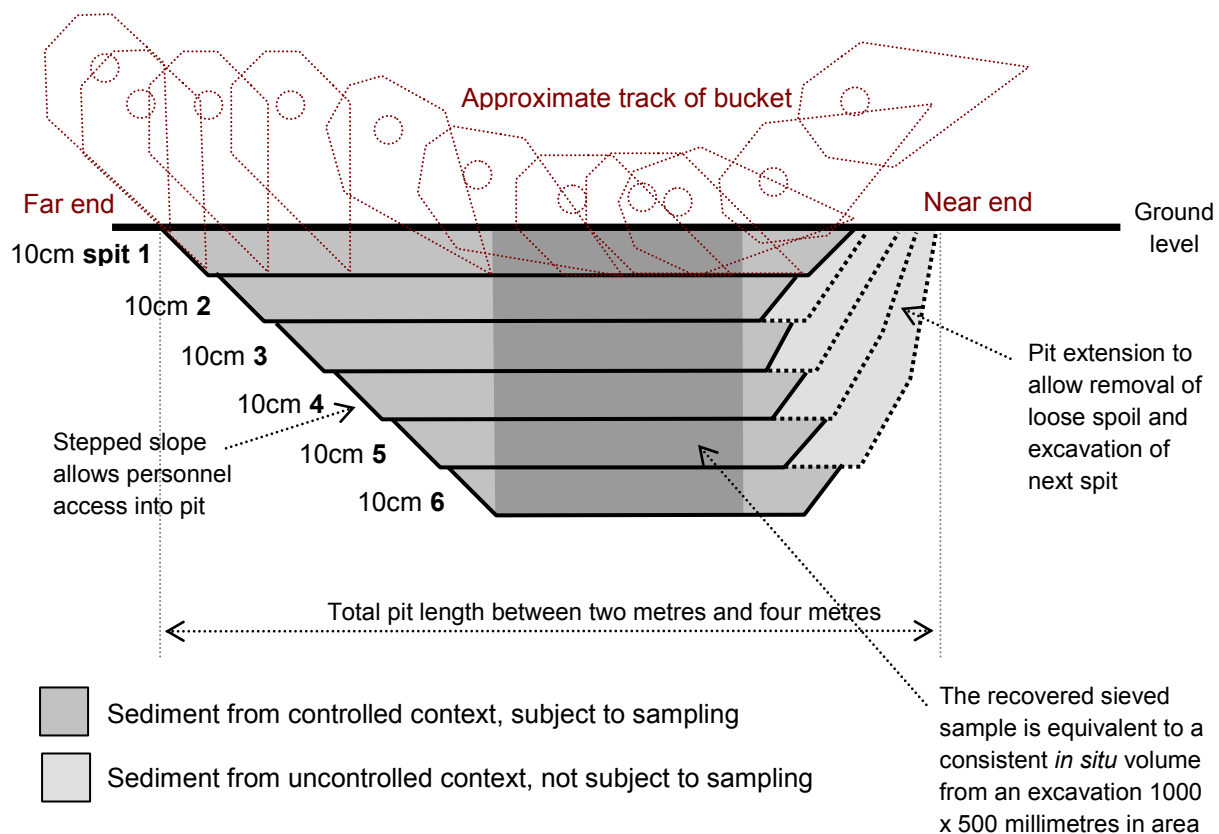 Approximate track of bucket
Far end
Near end
Ground
level
10cm spit 1
10cm 2
10cm 3
10cm 4
10cm 5
10cm 6
Stepped slope
allows personnel
access into pit
Pit extension to
allow removal of
loose spoil and
excavation of
next spit
Total pit length between two metres and four metres
Sediment from controlled context, subject to sampling
Sediment from uncontrolled context, not subject to sampling
The recovered sieved
sample is equivalent to a
consistent in situ volume
from an excavation 1000
x 500 millimetres in area